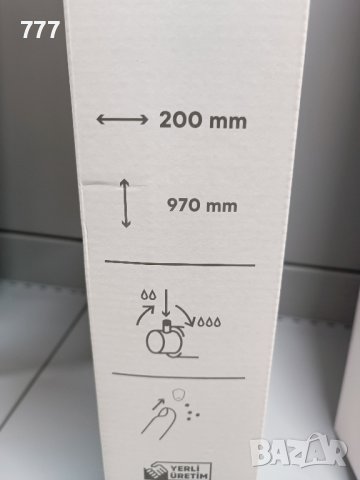 777
200 mm
970 mm
YERLİ
ÜRETİM
BAZAR